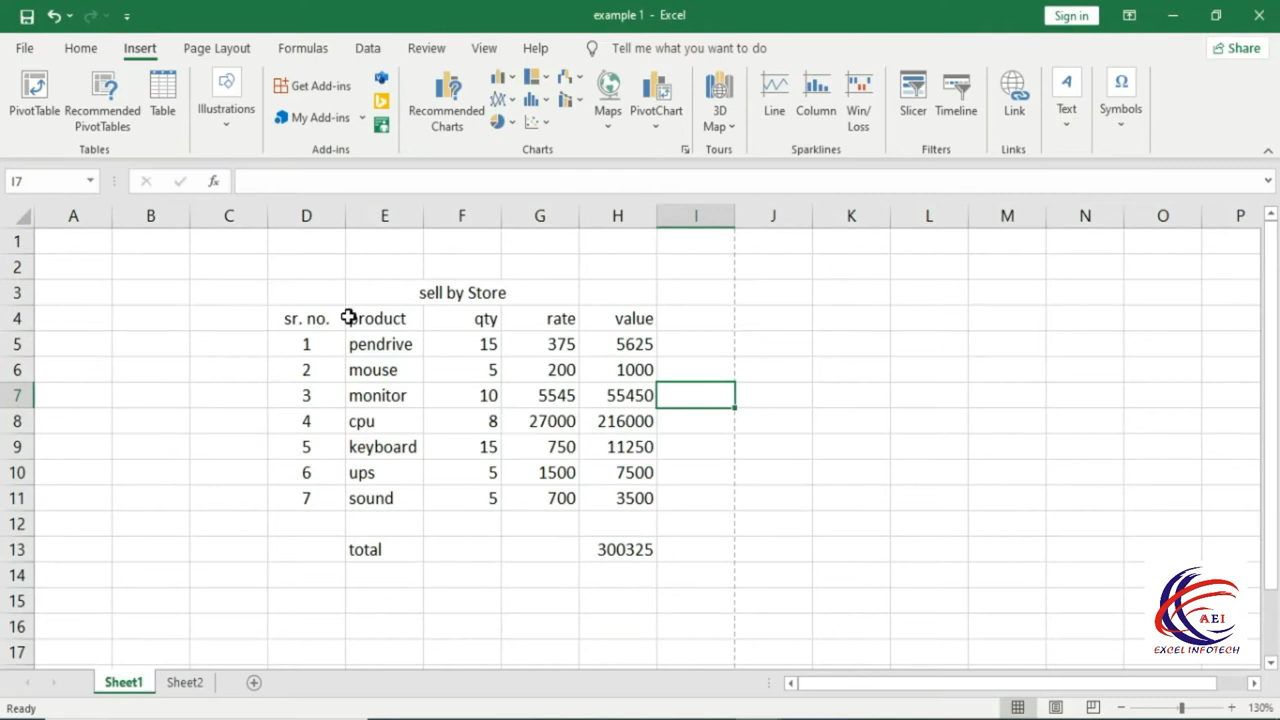 example 1 - Excel
Sign in
File Home Insert Page Layout Formulas Data Review View Help Tell me what you want to do Share
PivotTable Recommended PivotTables Table Illustrations Get Add-ins My Add-ins Recommended Charts Maps PivotChart 3D Map Line Column Win/Loss Slicer Timeline Link Text Symbols
Tables Add-ins Charts Tours Sparklines Filters Links
I7 fx
A B C D E F G H I J K L M N O P
1
2
3 sell by Store
4 sr. no. product qty rate value
5 1 pendrive 15 375 5625
6 2 mouse 5 200 1000
7 3 monitor 10 5545 55450
8 4 cpu 8 27000 216000
9 5 keyboard 15 750 11250
10 6 ups 5 1500 7500
11 7 sound 5 700 3500
12
13 total 300325
14
15
16
17
AEI
EXCEL INFOTECH
Sheet1 Sheet2
Ready 130%